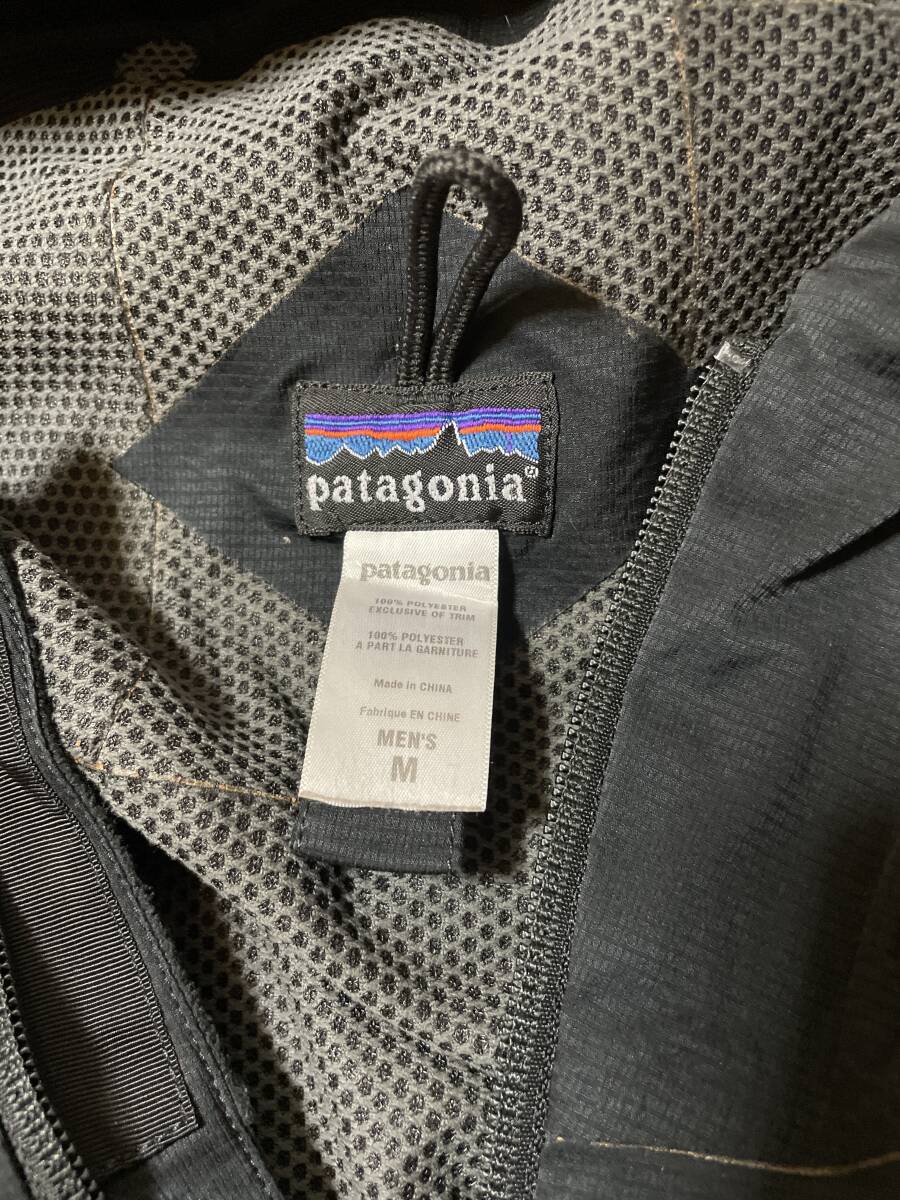 patagonia®
patagonia
100% POLYESTER
EXCLUSIVE OF TRIM
100% POLYESTER
A PART LA GARNITURE
Made in CHINA
Fabrique EN CHINE
MEN'S
M